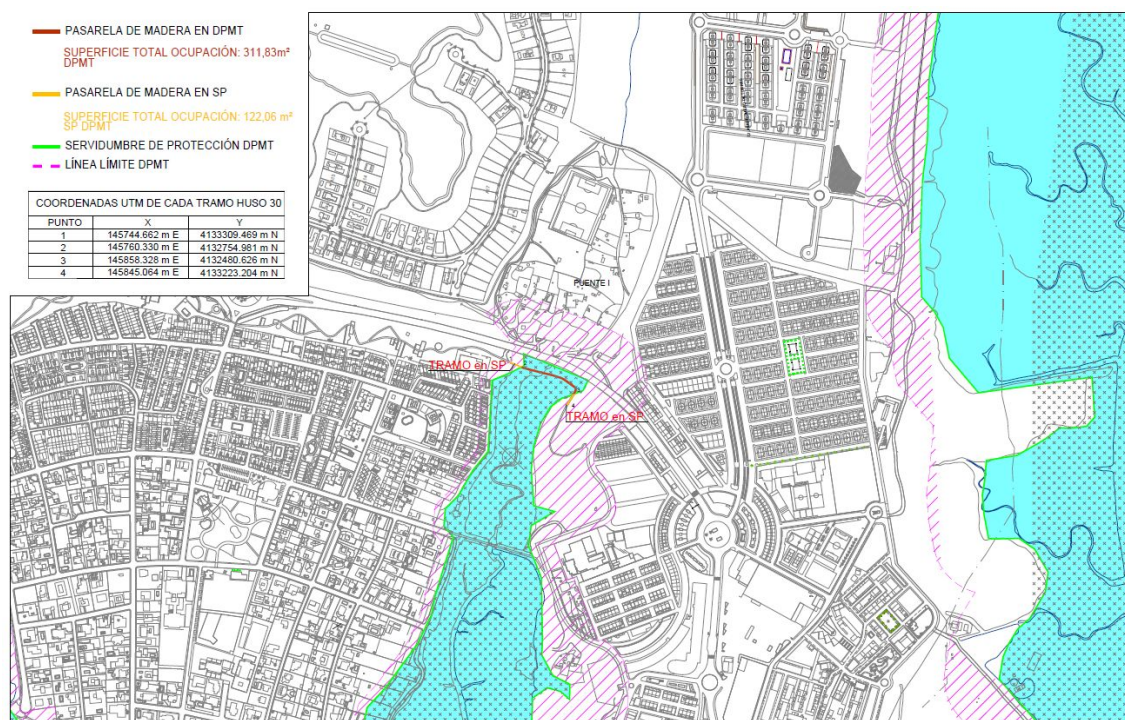 PASARELA DE MADERA EN DPMT
SUPERFICIE TOTAL OCUPACIÓN: 311,83m²
DPMT
PASARELA DE MADERA EN SP
SUPERFICIE TOTAL OCUPACIÓN: 122,06 m²
SP DPMT
SERVIDUMBRE DE PROTECCIÓN DPMT
LÍNEA LÍMITE DPMT
COORDENADAS UTM DE CADA TRAMO HUSO 30
PUNTO X Y
1 145744.662 m E 4133309.469 m N
2 145760.330 m E 4132754.981 m N
3 145858.328 m E 4132480.626 m N
4 145845.064 m E 4133223.204 m N
PUENTE I
TRAMO en SP
TRAMO en SP